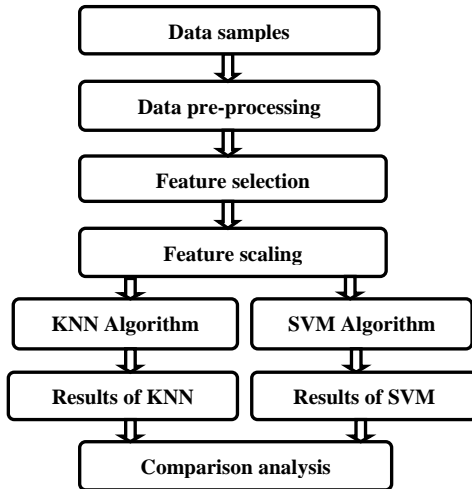 Data samples
Data pre-processing
Feature selection
Feature scaling
KNN Algorithm
SVM Algorithm
Results of KNN
Results of SVM
Comparison analysis